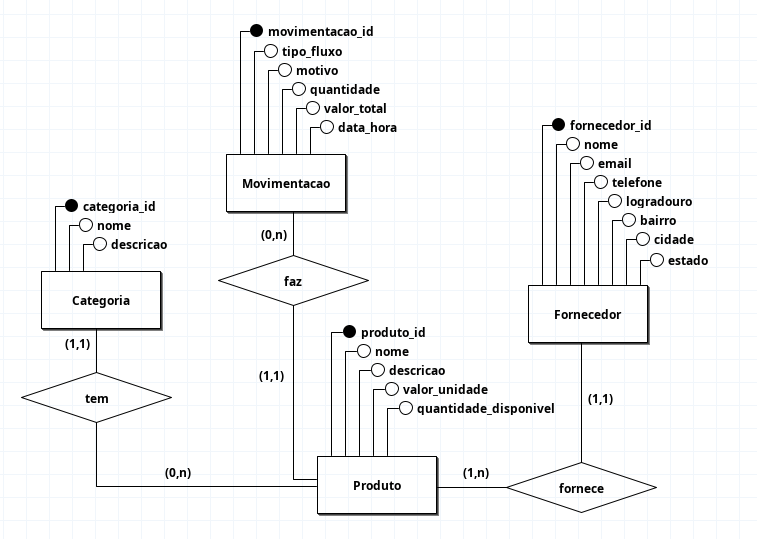 movimentacao_id
tipo_fluxo
motivo
quantidade
valor_total
data_hora
Movimentacao
(0,n)
faz
(1,1)
categoria_id
nome
descricao
Categoria
(1,1)
tem
(0,n)
fornecedor_id
nome
email
telefone
logradouro
bairro
cidade
estado
Fornecedor
(1,1)
fornece
(1,n)
produto_id
nome
descricao
valor_unidade
quantidade_disponivel
Produto